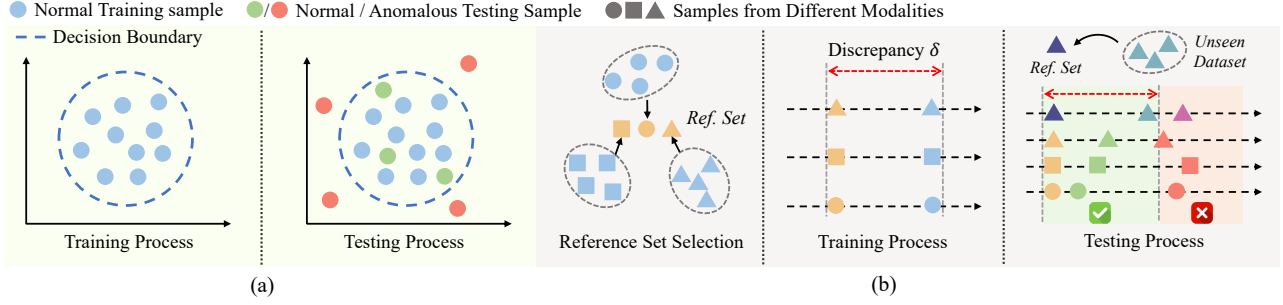 Normal Training sample
/
Normal / Anomalous Testing Sample
Samples from Different Modalities
Decision Boundary
Training Process
Testing Process
(a)
Ref. Set
Reference Set Selection
Discrepancy δ
Training Process
Ref. Set
Unseen
Dataset
Testing Process
(b)